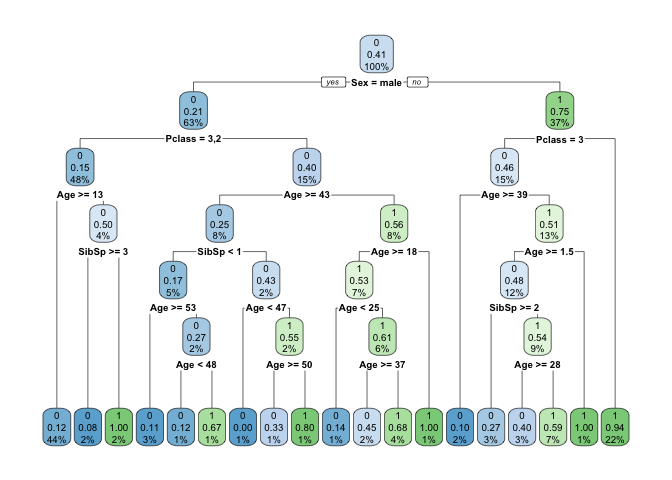 0
0.41
100%
yes Sex = male no
0 1
0.21 0.75
63% 37%
Pclass = 3,2 Pclass = 3
0 0 0
0.15 0.40 0.46
48% 15% 15%
Age >= 13 Age >= 43 Age >= 39
0 0 1 1
0.50 0.25 0.56 0.51
4% 8% 8% 13%
SibSp >= 3 SibSp < 1 Age >= 18 Age >= 1.5
0 0 1 0
0.17 0.43 0.53 0.48
5% 2% 7% 12%
Age >= 53 Age < 47 Age < 25 SibSp >= 2
0 1 1 1
0.27 0.55 0.61 0.54
2% 2% 6% 9%
Age < 48 Age >= 50 Age >= 37 Age >= 28
0 0 1 0 0 1 0 0 1 0 0 1 1 0 0 0 1 1 1
0.12 0.08 1.00 0.11 0.12 0.67 0.00 0.33 0.80 0.14 0.45 0.68 1.00 0.10 0.27 0.40 0.59 1.00 0.94
44% 2% 2% 3% 1% 1% 1% 1% 1% 1% 2% 4% 1% 2% 3% 3% 7% 1% 22%